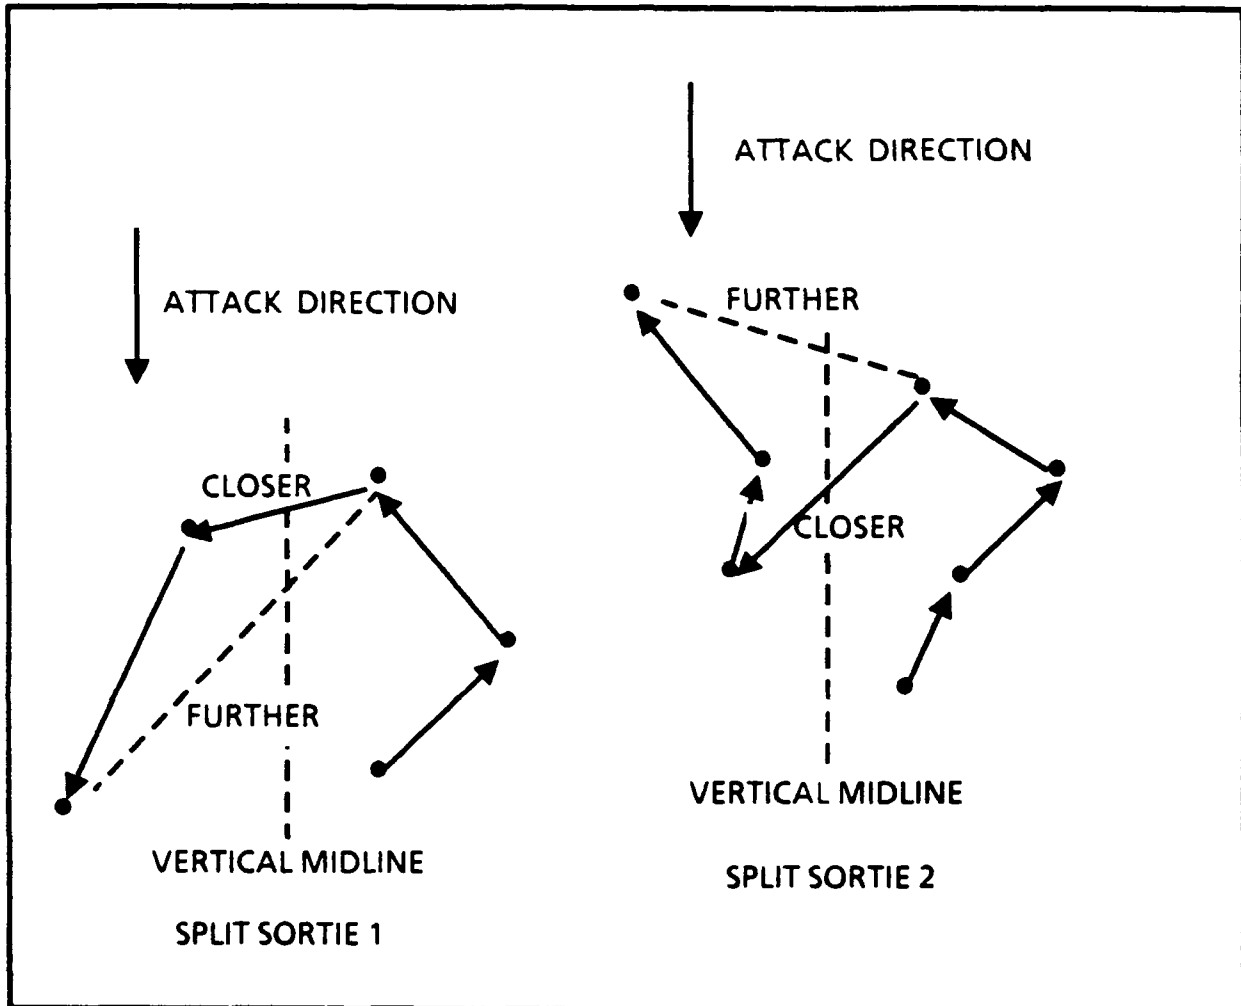 ATTACK DIRECTION
ATTACK DIRECTION
FURTHER
CLOSER
CLOSER
FURTHER
VERTICAL MIDLINE
VERTICAL MIDLINE
SPLIT SORTIE 2
SPLIT SORTIE 1